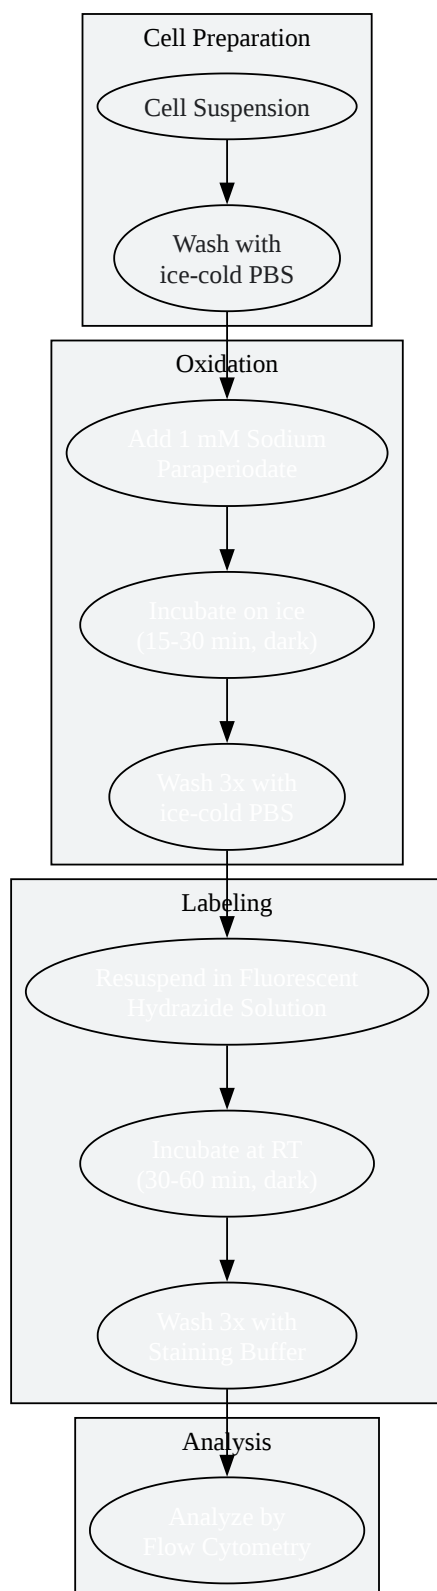 Cell Preparation
Cell Suspension
Wash with
ice-cold PBS
Oxidation
Add 1 mM Sodium
Paraperiodate
Incubate on ice
(15-30 min, dark)
Wash 3x with
ice-cold PBS
Labeling
Resuspend in Fluorescent
Hydrazide Solution
Incubate at RT
(30-60 min, dark)
Wash 3x with
Staining Buffer
Analysis
Analyze by
Flow Cytometry